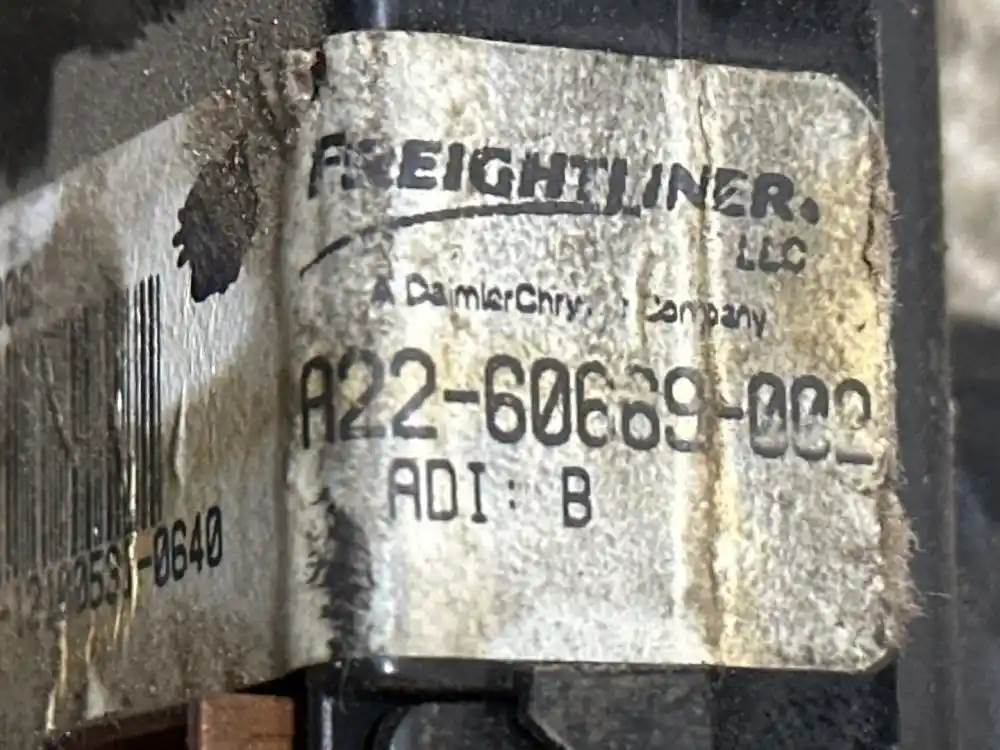 FREIGHTLINER.
LLC
A DaimlerChry Company
A22-60669-002
ADI: B
-0640